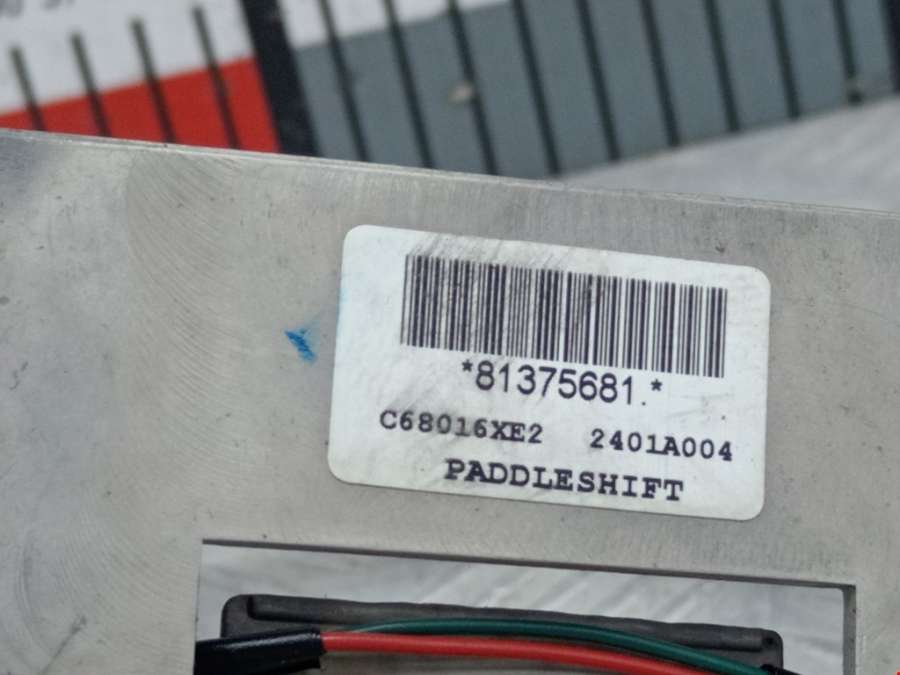 *81375681.*
C68016XE2 2401A004
PADDLESHIFT